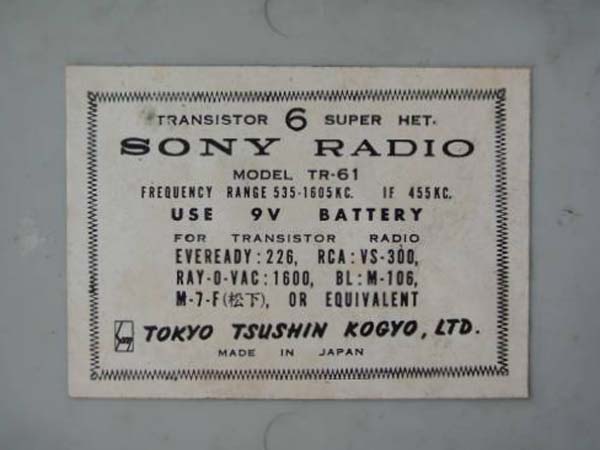 TRANSISTOR 6 SUPER HET.
SONY RADIO
MODEL TR-61
FREQUENCY RANGE 535-1605KC. IF 455KC.
USE 9V BATTERY
FOR TRANSISTOR RADIO
EVEREADY:226, RCA:VS-300,
RAY-O-VAC:1600, BL:M-106,
M-7-F(松下), OR EQUIVALENT
Sony TOKYO TSUSHIN KOGYO, LTD.
MADE IN JAPAN